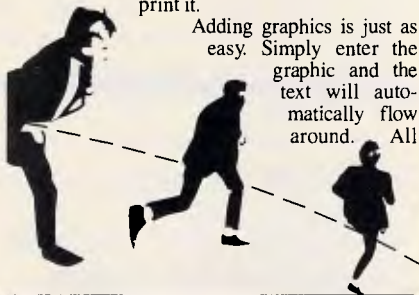 print it.
Adding graphics is just as
easy. Simply enter the
graphic and the
text will auto-
matically flow
around. All